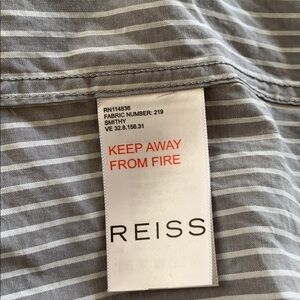 RN114836
FABRIC NUMBER: 219
SMITHY
VE 32.8.156.31
KEEP AWAY
FROM FIRE
REISS